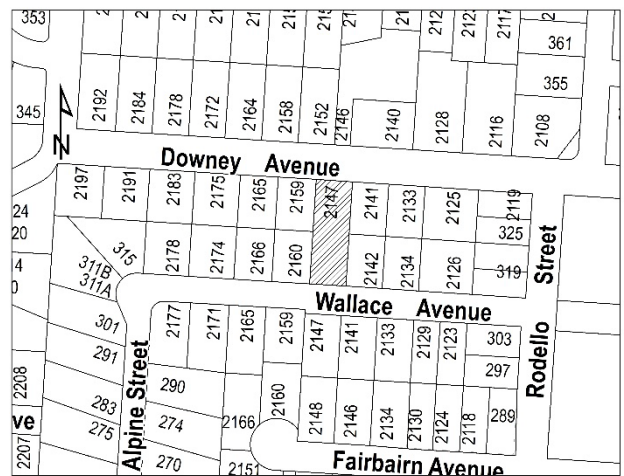 353
361
355
345
2192 2184 2178 2172 2164 2158 2152 2146 2140 2128 2116 2108
N
Downey Avenue
2197 2191 2183 2175 2165 2159 2147 2141 2133 2125 2119
24
20
325
315
2178 2174 2166 2160 2142 2134 2126 319
311B
311A
Wallace Avenue
Rodello Street
301
2177 2171 2165 2159 2147 2141 2133 2129 2123 303
291
297
290
2208
283
2160
2148 2146 2134 2130 2124 2118 289
274
2166
ve
275
Alpine Street
2207
270
2151
Fairbairn Avenue